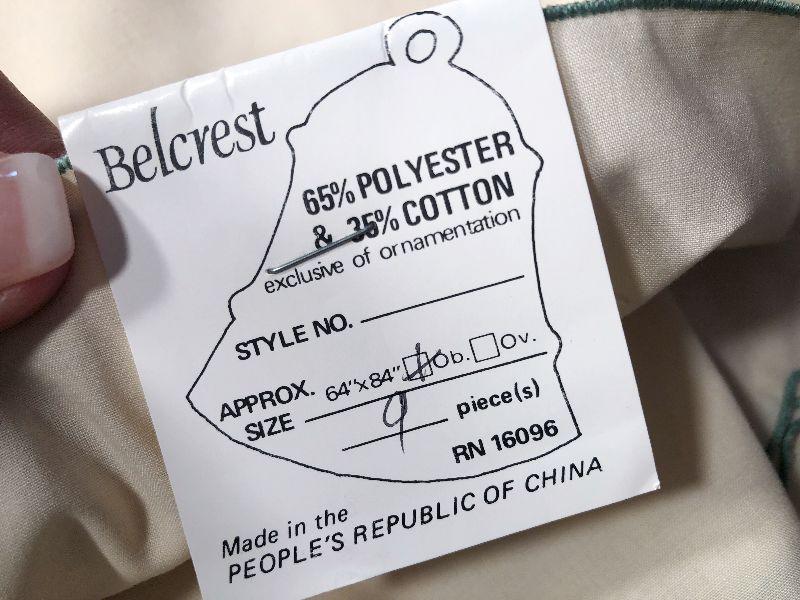 Belcrest
65% POLYESTER
& 35% COTTON
exclusive of ornamentation
STYLE NO.
APPROX. 64"x84" Ob. Ov.
SIZE
9 piece(s)
RN 16096
Made in the
PEOPLE'S REPUBLIC OF CHINA